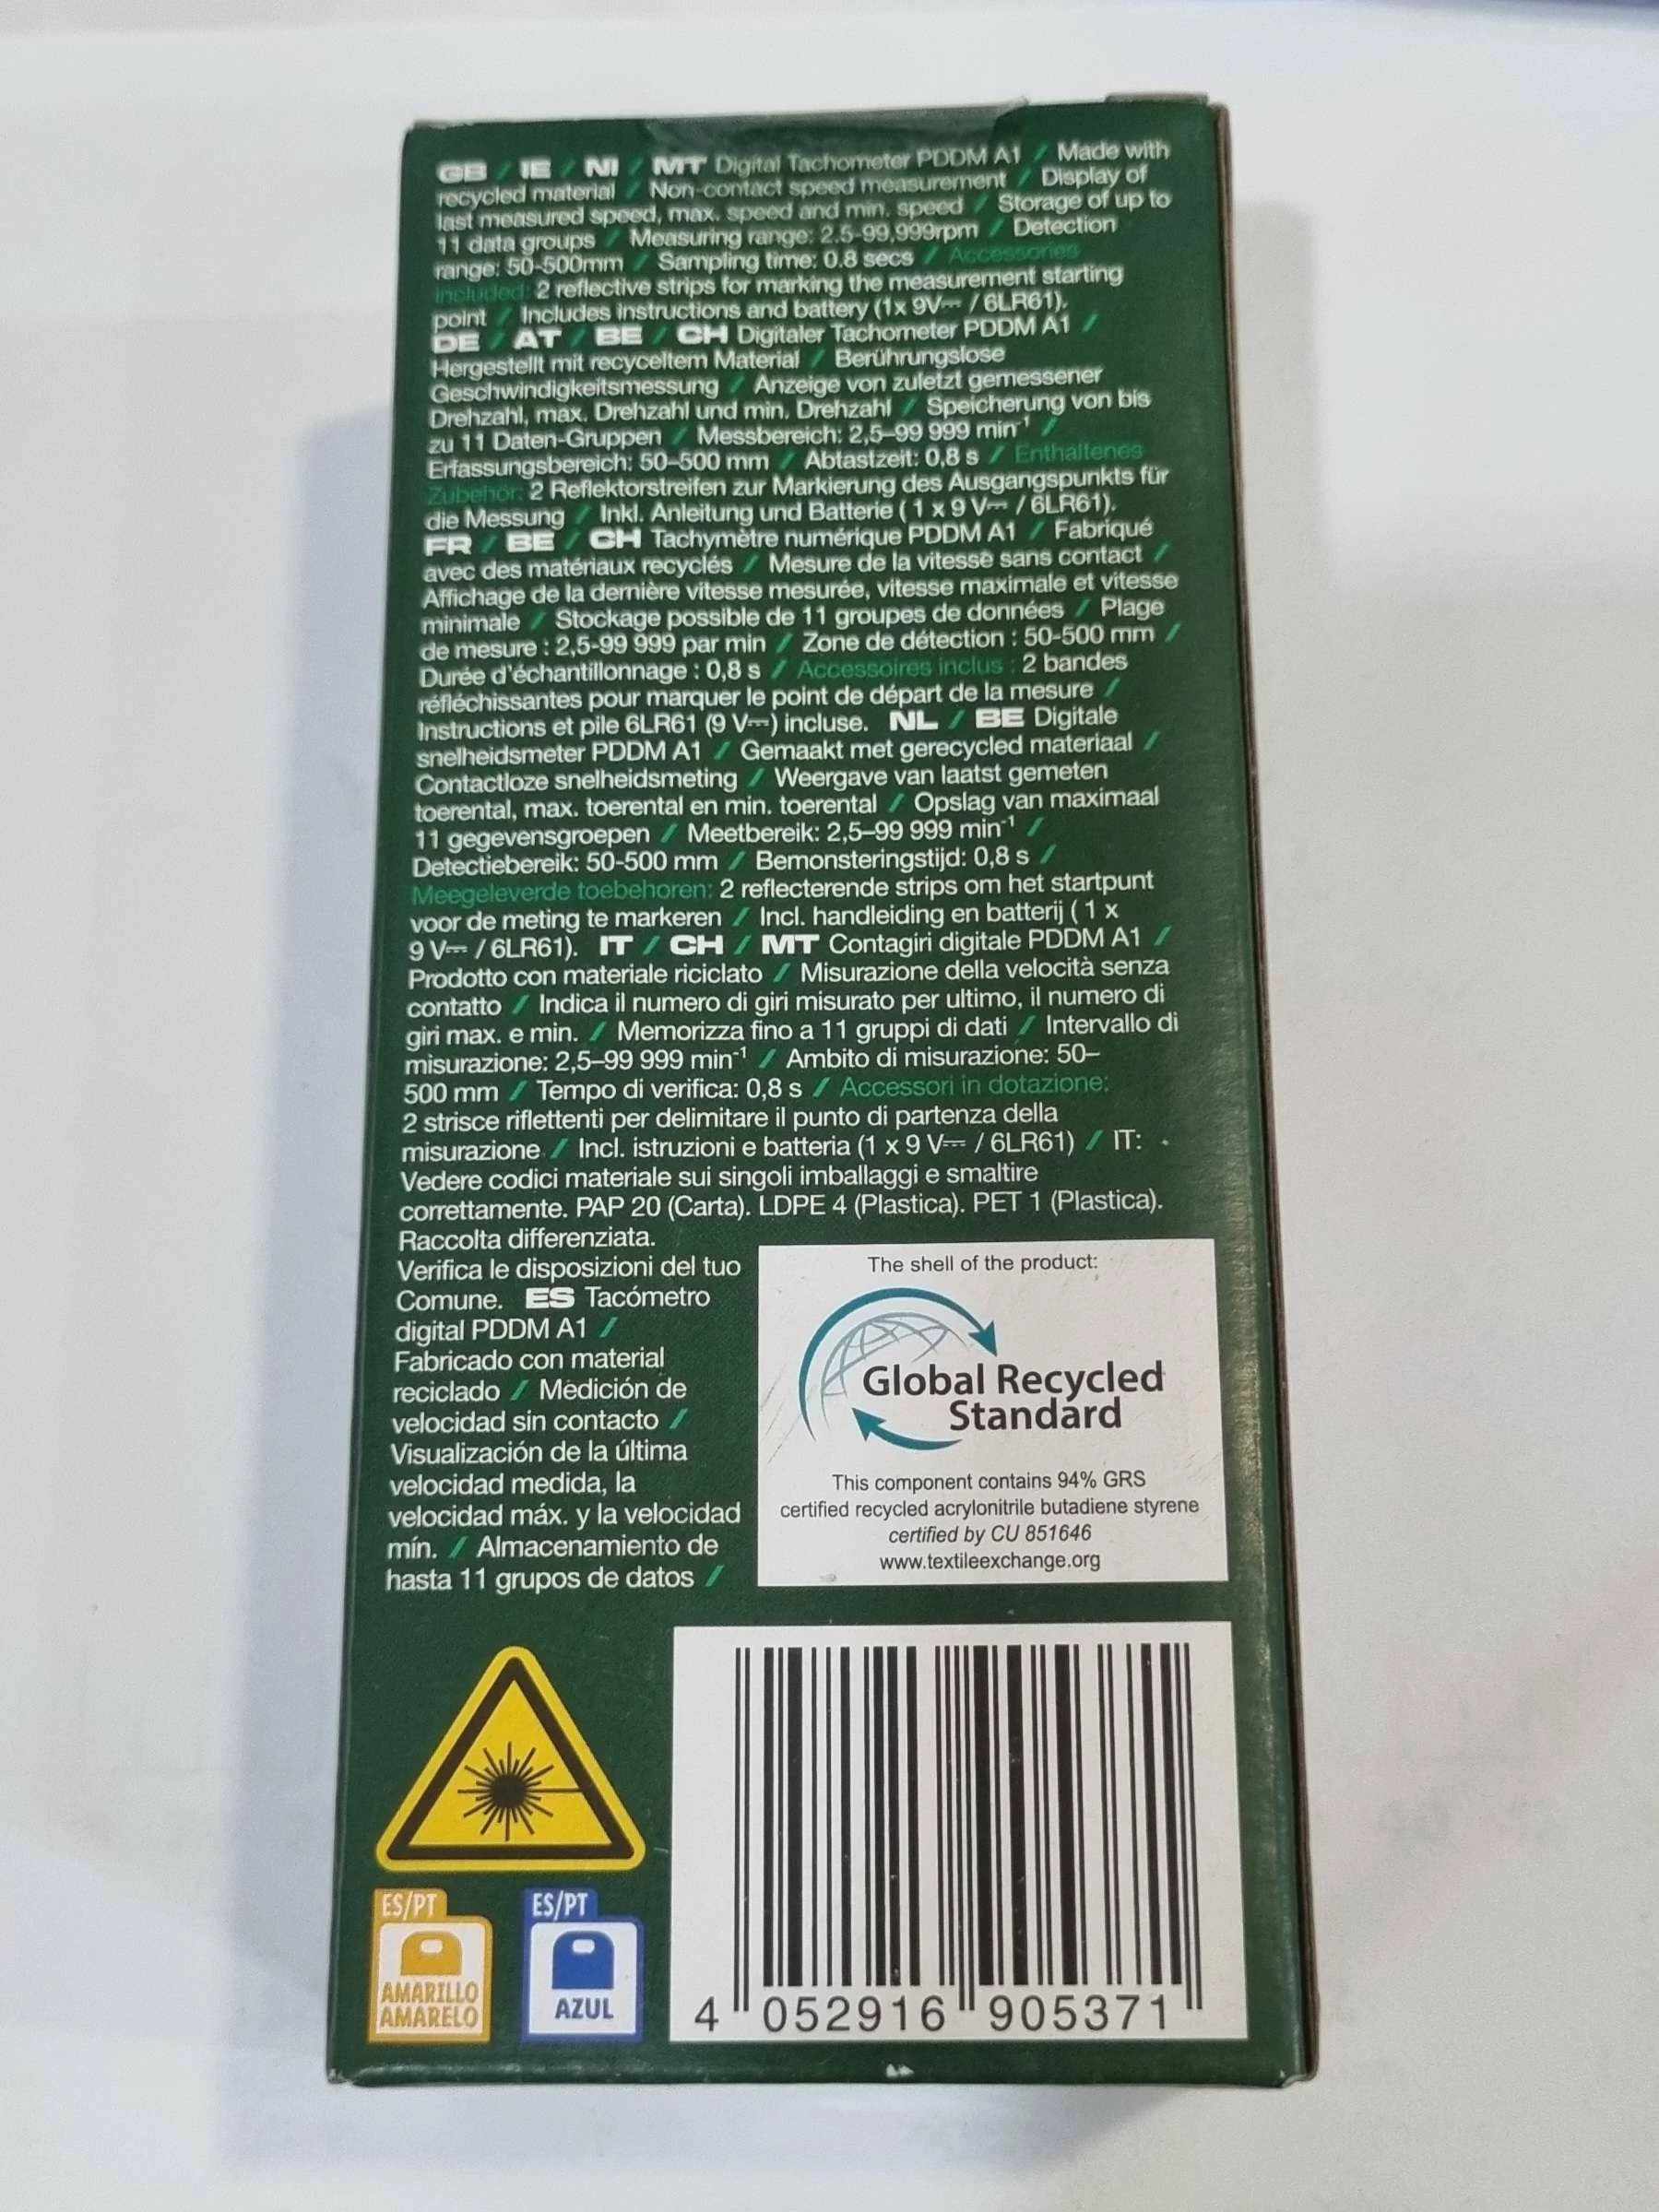 GB / IE / NI / MT Digital Tachometer PDDM A1 / Made with
recycled material / Non-contact speed measurement / Display of
last measured speed, max. speed and min. speed / Storage of up to
11 data groups / Measuring range: 2.5-99,999rpm / Detection
range: 50-500mm / Sampling time: 0.8 secs / Accessories
included: 2 reflective strips for marking the measurement starting
point / Includes instructions and battery (1x 9V⎓ / 6LR61).
DE / AT / BE / CH Digitaler Tachometer PDDM A1 /
Hergestellt mit recyceltem Material / Berührungslose
Geschwindigkeitsmessung / Anzeige von zuletzt gemessener
Drehzahl, max. Drehzahl und min. Drehzahl / Speicherung von bis
zu 11 Daten-Gruppen / Messbereich: 2,5–99 999 min⁻¹ /
Erfassungsbereich: 50–500 mm / Abtastzeit: 0,8 s / Enthaltenes
Zubehör: 2 Reflektorstreifen zur Markierung des Ausgangspunkts für
die Messung / Inkl. Anleitung und Batterie ( 1 x 9 V⎓ / 6LR61).
FR / BE / CH Tachymètre numérique PDDM A1 / Fabriqué
avec des matériaux recyclés / Mesure de la vitesse sans contact /
Affichage de la dernière vitesse mesurée, vitesse maximale et vitesse
minimale / Stockage possible de 11 groupes de données / Plage
de mesure : 2,5-99 999 par min / Zone de détection : 50-500 mm /
Durée d'échantillonnage : 0,8 s / Accessoires inclus : 2 bandes
réfléchissantes pour marquer le point de départ de la mesure /
Instructions et pile 6LR61 (9 V⎓) incluse. NL / BE Digitale
snelheidsmeter PDDM A1 / Gemaakt met gerecycled materiaal /
Contactloze snelheidsmeting / Weergave van laatst gemeten
toerental, max. toerental en min. toerental / Opslag van maximaal
11 gegevensgroepen / Meetbereik: 2,5–99 999 min⁻¹ /
Detectiebereik: 50-500 mm / Bemonsteringstijd: 0,8 s /
Meegeleverde toebehoren: 2 reflecterende strips om het startpunt
voor de meting te markeren / Incl. handleiding en batterij ( 1 x
9 V⎓ / 6LR61). IT / CH / MT Contagiri digitale PDDM A1 /
Prodotto con materiale riciclato / Misurazione della velocità senza
contatto / Indica il numero di giri misurato per ultimo, il numero di
giri max. e min. / Memorizza fino a 11 gruppi di dati / Intervallo di
misurazione: 2,5–99 999 min⁻¹ / Ambito di misurazione: 50–
500 mm / Tempo di verifica: 0,8 s / Accessori in dotazione:
2 strisce riflettenti per delimitare il punto di partenza della
misurazione / Incl. istruzioni e batteria (1 x 9 V⎓ / 6LR61) / IT:
Vedere codici materiale sui singoli imballaggi e smaltire
correttamente. PAP 20 (Carta). LDPE 4 (Plastica). PET 1 (Plastica).
Raccolta differenziata.
Verifica le disposizioni del tuo
Comune. ES Tacómetro
digital PDDM A1 /
Fabricado con material
reciclado / Medición de
velocidad sin contacto /
Visualización de la última
velocidad medida, la
velocidad máx. y la velocidad
mín. / Almacenamiento de
hasta 11 grupos de datos /
The shell of the product:
Global Recycled
Standard
This component contains 94% GRS
certified recycled acrylonitrile butadiene styrene
certified by CU 851646
www.textileexchange.org
ES/PT
AMARILLO
AMARELO
ES/PT
AZUL
4 052916 905371